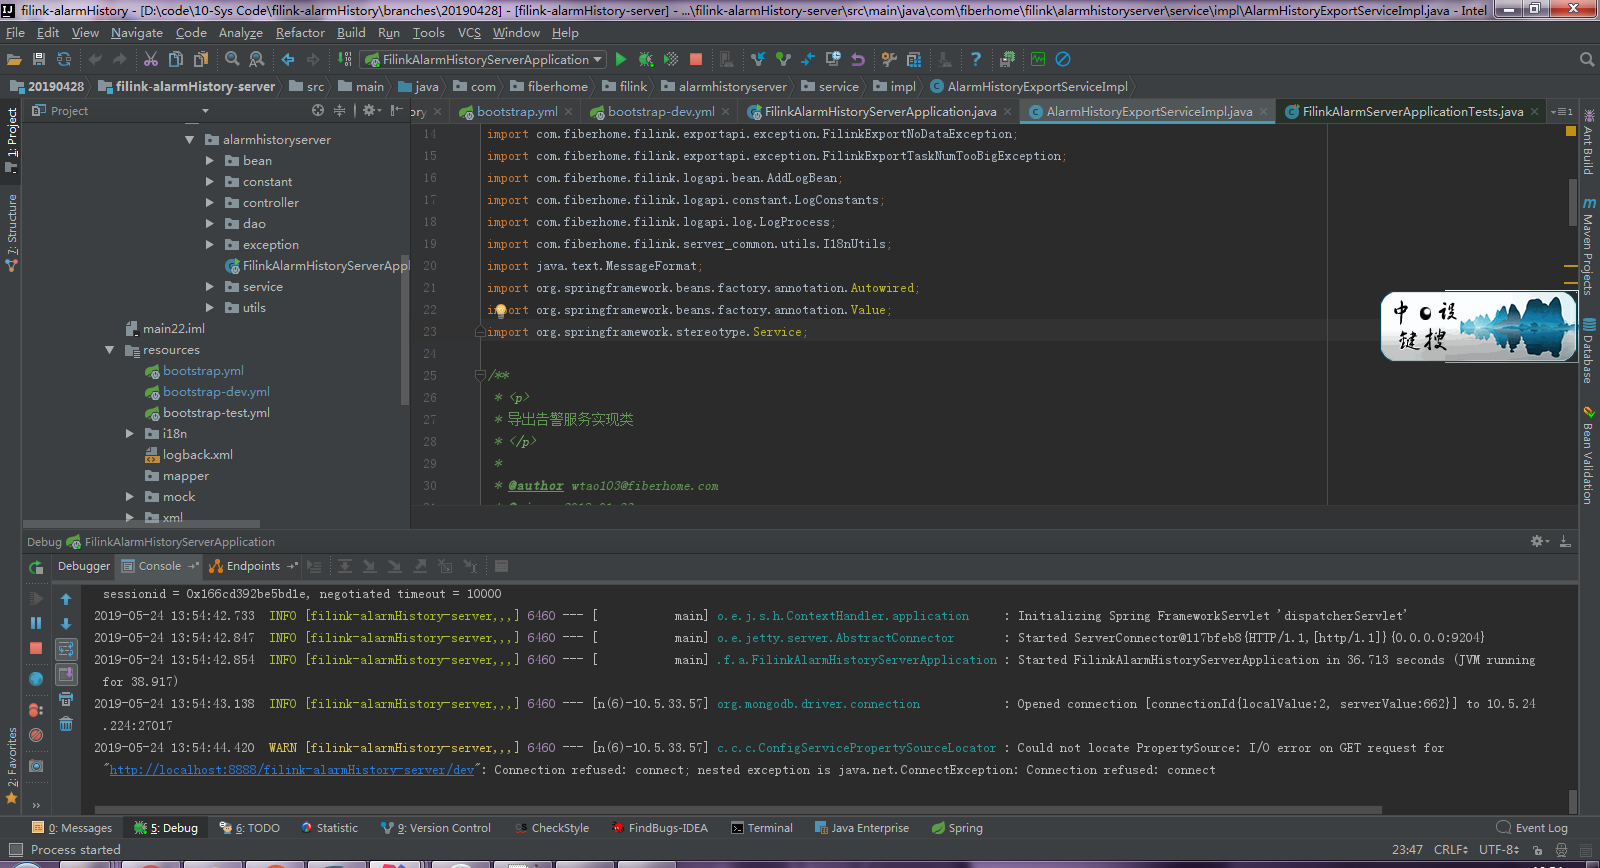 filink-alarmHistory - [D:\code\10-Sys Code\filink-alarmHistory\branches\20190428] - [filink-alarmHistory-server] - ...\filink-alarmHistory-server\src\main\java\com\fiberhome\filink\alarmhistoryserver\service\impl\AlarmHistoryExportServiceImpl.java - Intel
File Edit View Navigate Code Analyze Refactor Build Run Tools VCS Window Help
FilinkAlarmHistoryServerApplication
20190428 filink-alarmHistory-server src main java com fiberhome filink alarmhistoryserver service impl AlarmHistoryExportServiceImpl
Project
ory bootstrap.yml bootstrap-dev.yml FilinkAlarmHistoryServerApplication.java AlarmHistoryExportServiceImpl.java FilinkAlarmServerApplicationTests.java
1: Project
7: Structure
2: Favorites
alarmhistoryserver
bean
constant
controller
dao
exception
FilinkAlarmHistoryServerAppl
service
utils
main22.iml
resources
bootstrap.yml
bootstrap-dev.yml
bootstrap-test.yml
i18n
logback.xml
mapper
mock
xml
14 import com.fiberhome.filink.exportapi.exception.FilinkExportNoDataException;
15 import com.fiberhome.filink.exportapi.exception.FilinkExportTaskNumTooBigException;
16 import com.fiberhome.filink.logapi.bean.AddLogBean;
17 import com.fiberhome.filink.logapi.constant.LogConstants;
18 import com.fiberhome.filink.logapi.log.LogProcess;
19 import com.fiberhome.filink.server_common.utils.I18nUtils;
20 import java.text.MessageFormat;
21 import org.springframework.beans.factory.annotation.Autowired;
22 import org.springframework.beans.factory.annotation.Value;
23 import org.springframework.stereotype.Service;
24
25 /**
26 * <p>
27 * 导出告警服务实现类
28 * </p>
29 *
30 * @author wtao103@fiberhome.com
Ant Build
Maven Projects
Database
Bean Validation
中 设
键搜
Debug FilinkAlarmHistoryServerApplication
Debugger Console Endpoints
sessionid = 0x166cd392be5bd1e, negotiated timeout = 10000
2019-05-24 13:54:42.733 INFO [filink-alarmHistory-server,,,] 6460 --- [ main] o.e.j.s.h.ContextHandler.application : Initializing Spring FrameworkServlet 'dispatcherServlet'
2019-05-24 13:54:42.847 INFO [filink-alarmHistory-server,,,] 6460 --- [ main] o.e.jetty.server.AbstractConnector : Started ServerConnector@117bfeb8{HTTP/1.1,[http/1.1]}{0.0.0.0:9204}
2019-05-24 13:54:42.854 INFO [filink-alarmHistory-server,,,] 6460 --- [ main] .f.a.FilinkAlarmHistoryServerApplication : Started FilinkAlarmHistoryServerApplication in 36.713 seconds (JVM running
for 38.917)
2019-05-24 13:54:43.138 INFO [filink-alarmHistory-server,,,] 6460 --- [n(6)-10.5.33.57] org.mongodb.driver.connection : Opened connection [connectionId{localValue:2, serverValue:662}] to 10.5.24
.224:27017
2019-05-24 13:54:44.420 WARN [filink-alarmHistory-server,,,] 6460 --- [n(6)-10.5.33.57] c.c.c.ConfigServicePropertySourceLocator : Could not locate PropertySource: I/O error on GET request for
"http://localhost:8888/filink-alarmHistory-server/dev": Connection refused: connect; nested exception is java.net.ConnectException: Connection refused: connect
0: Messages 5: Debug 6: TODO Statistic 9: Version Control CheckStyle FindBugs-IDEA Terminal Java Enterprise Spring Event Log
Process started 23:47 CRLF UTF-8